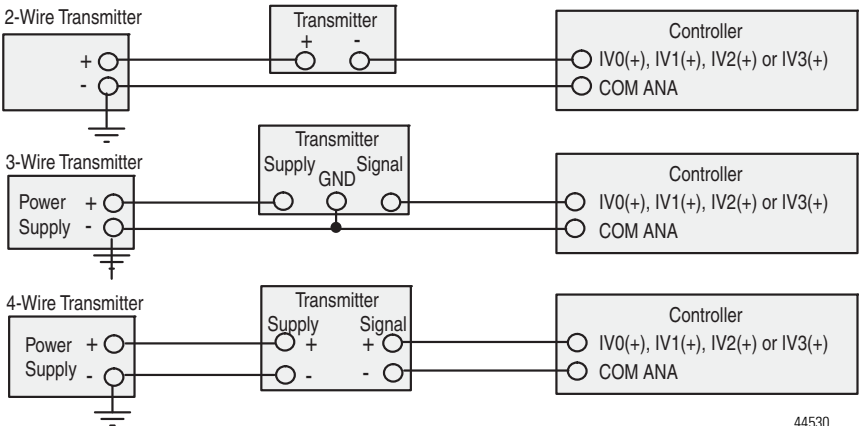 2-Wire Transmitter
+
-
Transmitter
+ -
Controller
IV0(+), IV1(+), IV2(+) or IV3(+)
COM ANA
3-Wire Transmitter
Power + 
Supply -
Transmitter
Supply GND Signal
Controller
IV0(+), IV1(+), IV2(+) or IV3(+)
COM ANA
4-Wire Transmitter
Power +
Supply -
Transmitter
Supply Signal
+ +
- -
Controller
IV0(+), IV1(+), IV2(+) or IV3(+)
COM ANA
44530